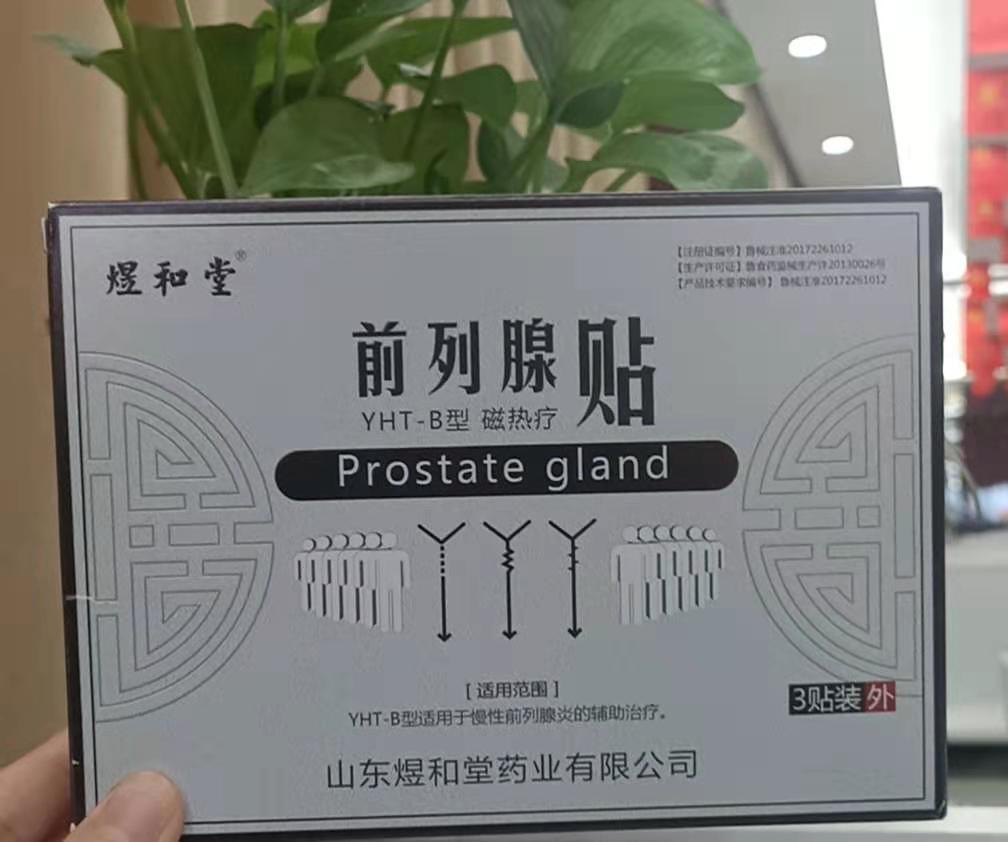 煜和堂®
【注册证编号】鲁械注准20172261012
【生产许可证】鲁食药监械生产许20130026号
【产品技术要求编号】 鲁械注准20172261012
前列腺贴
YHT-B型 磁热疗
Prostate gland
[ 适用范围 ]
YHT-B型适用于慢性前列腺炎的辅助治疗。
3贴装 外
山东煜和堂药业有限公司